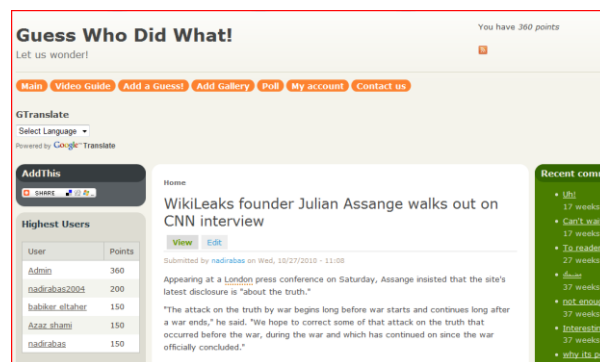 You have 360 points
Guess Who Did What!
Let us wonder!
Main Video Guide Add a Guess! Add Gallery Poll My account Contact us
GTranslate
Select Language
Powered by Google™ Translate
AddThis
SHARE
Highest Users
User Points
Admin 360
nadirabas2004 200
babiker eltaher 150
Azaz shami 150
nadirabas 150
Home
WikiLeaks founder Julian Assange walks out on
CNN interview
View Edit
Submitted by nadirabas on Wed, 10/27/2010 - 11:08
Appearing at a London press conference on Saturday, Assange insisted that the site's
latest disclosure is "about the truth."
"The attack on the truth by war begins long before war starts and continues long after
a war ends," he said. "We hope to correct some of that attack on the truth that
occurred before the war, during the war and which has continued on since the war
officially concluded."
Recent com
Uh!
17 weeks
Can't wai
17 weeks
To reader
27 weeks
37 weeks
not enoug
37 weeks
Interestin
37 weeks
why its p